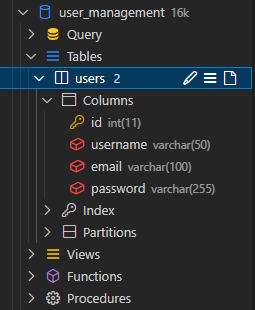 user_management 16k
Query
Tables
users 2
Columns
id int(11)
username varchar(50)
email varchar(100)
password varchar(255)
Index
Partitions
Views
Functions
Procedures